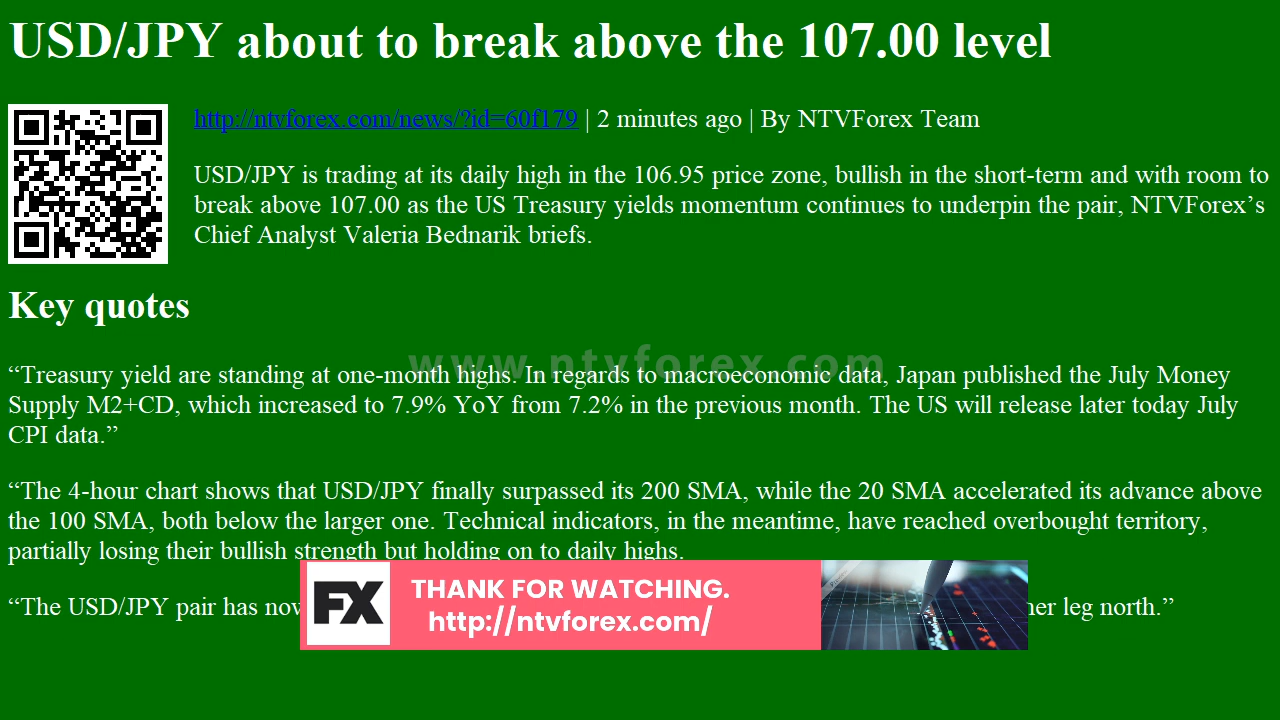 USD/JPY about to break above the 107.00 level
http://ntvforex.com/news/?id=60f179 | 2 minutes ago | By NTVForex Team
USD/JPY is trading at its daily high in the 106.95 price zone, bullish in the short-term and with room to
break above 107.00 as the US Treasury yields momentum continues to underpin the pair, NTVForex’s
Chief Analyst Valeria Bednarik briefs.
Key quotes
www.ntvforex.com
“Treasury yield are standing at one-month highs. In regards to macroeconomic data, Japan published the July Money
Supply M2+CD, which increased to 7.9% YoY from 7.2% in the previous month. The US will release later today July
CPI data.”
“The 4-hour chart shows that USD/JPY finally surpassed its 200 SMA, while the 20 SMA accelerated its advance above
the 100 SMA, both below the larger one. Technical indicators, in the meantime, have reached overbought territory,
partially losing their bullish strength but holding on to daily highs.
“The USD/JPY pair has leg north.”
FX
THANK FOR WATCHING.
http://ntvforex.com/